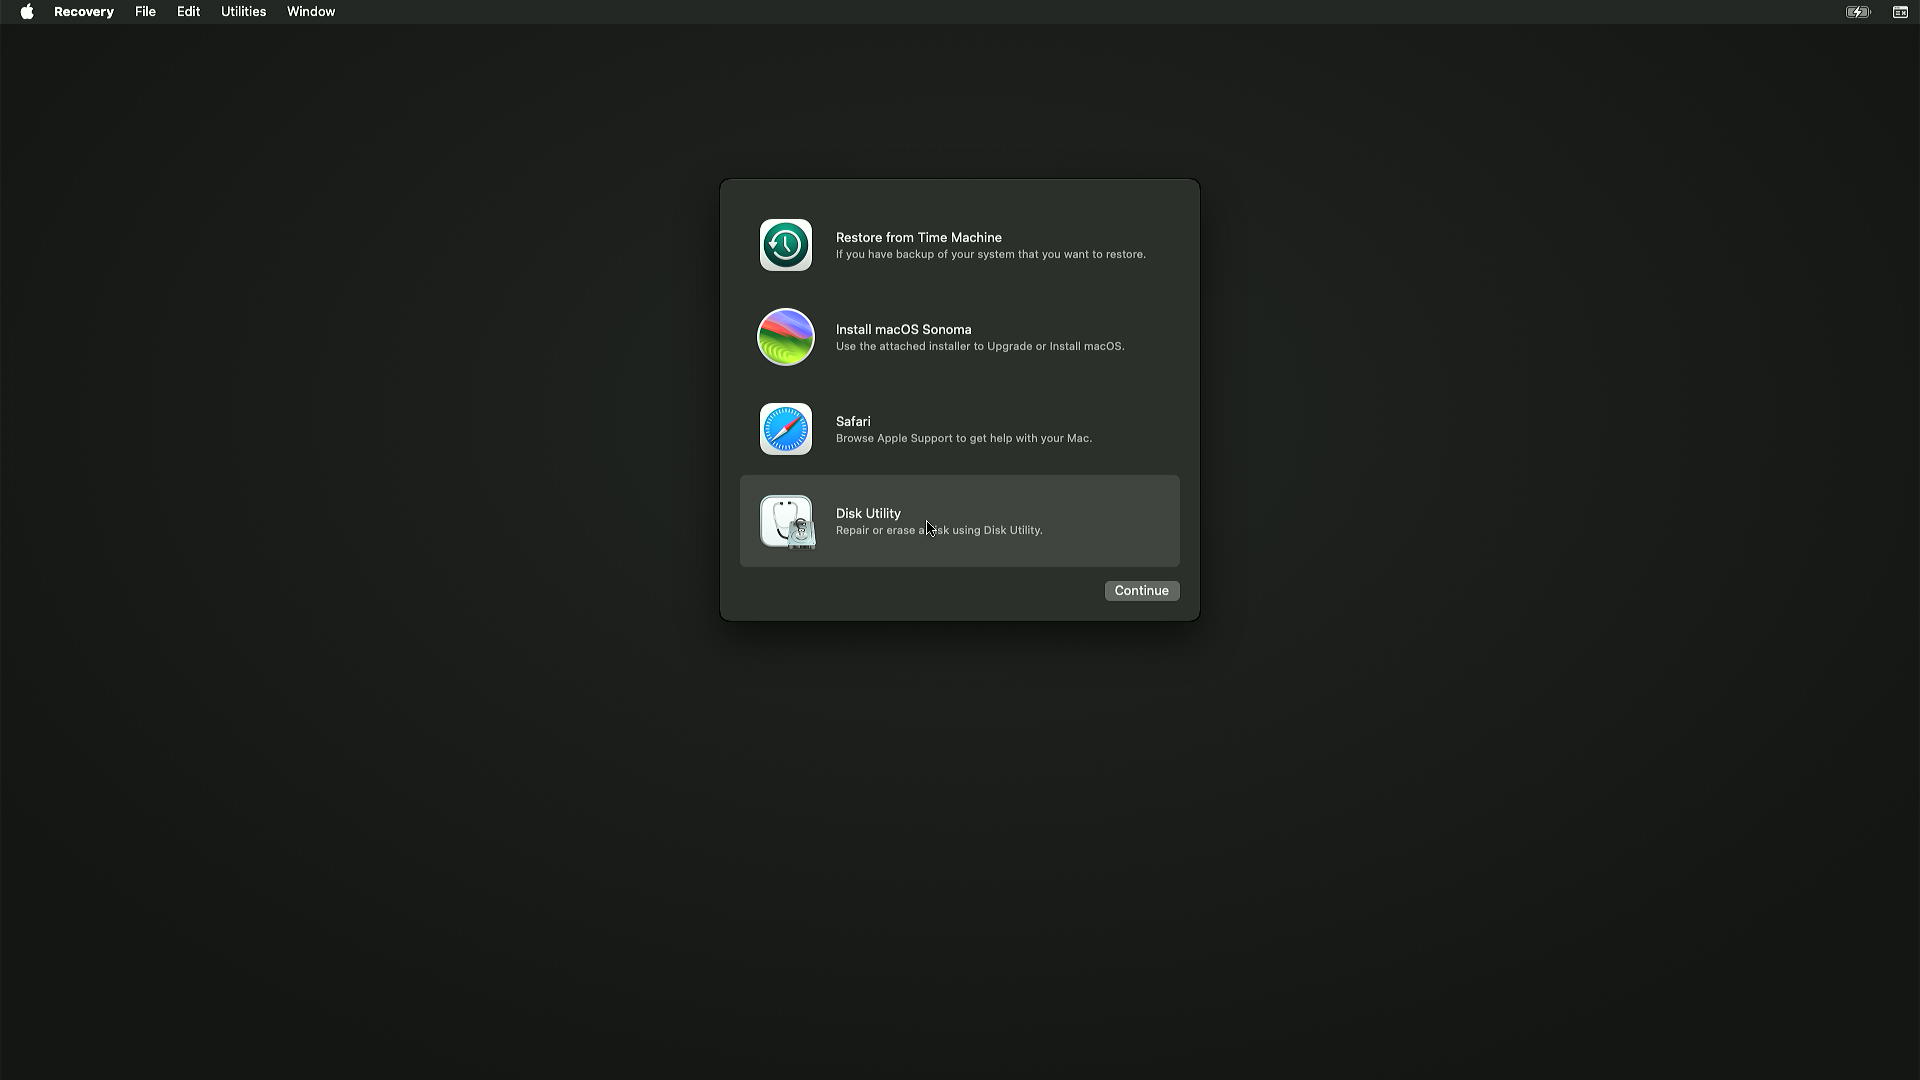 Recovery File Edit Utilities Window
Restore from Time Machine
If you have backup of your system that you want to restore.
Install macOS Sonoma
Use the attached installer to Upgrade or Install macOS.
Safari
Browse Apple Support to get help with your Mac.
Disk Utility
Repair or erase a disk using Disk Utility.
Continue